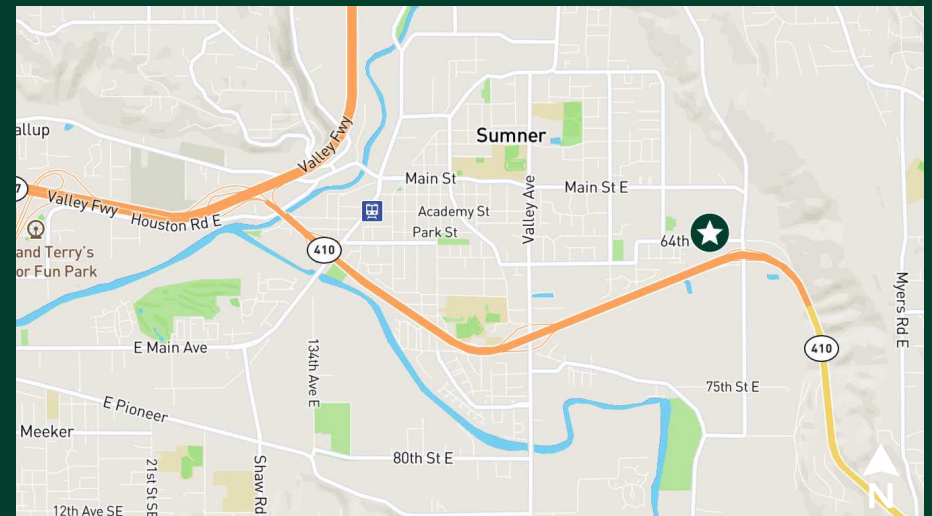 allup
Valley Fwy
Sumner
7
Valley Fwy
Houston Rd E
Main St
Main St E
Academy St
Park St
Valley Ave
64th
and Terry's
or Fun Park
410
Myers Rd E
E Main Ave
134th Ave E
410
75th St E
E Pioneer
Meeker
80th St E
21st St SE
Shaw Rd
12th Ave SE
N